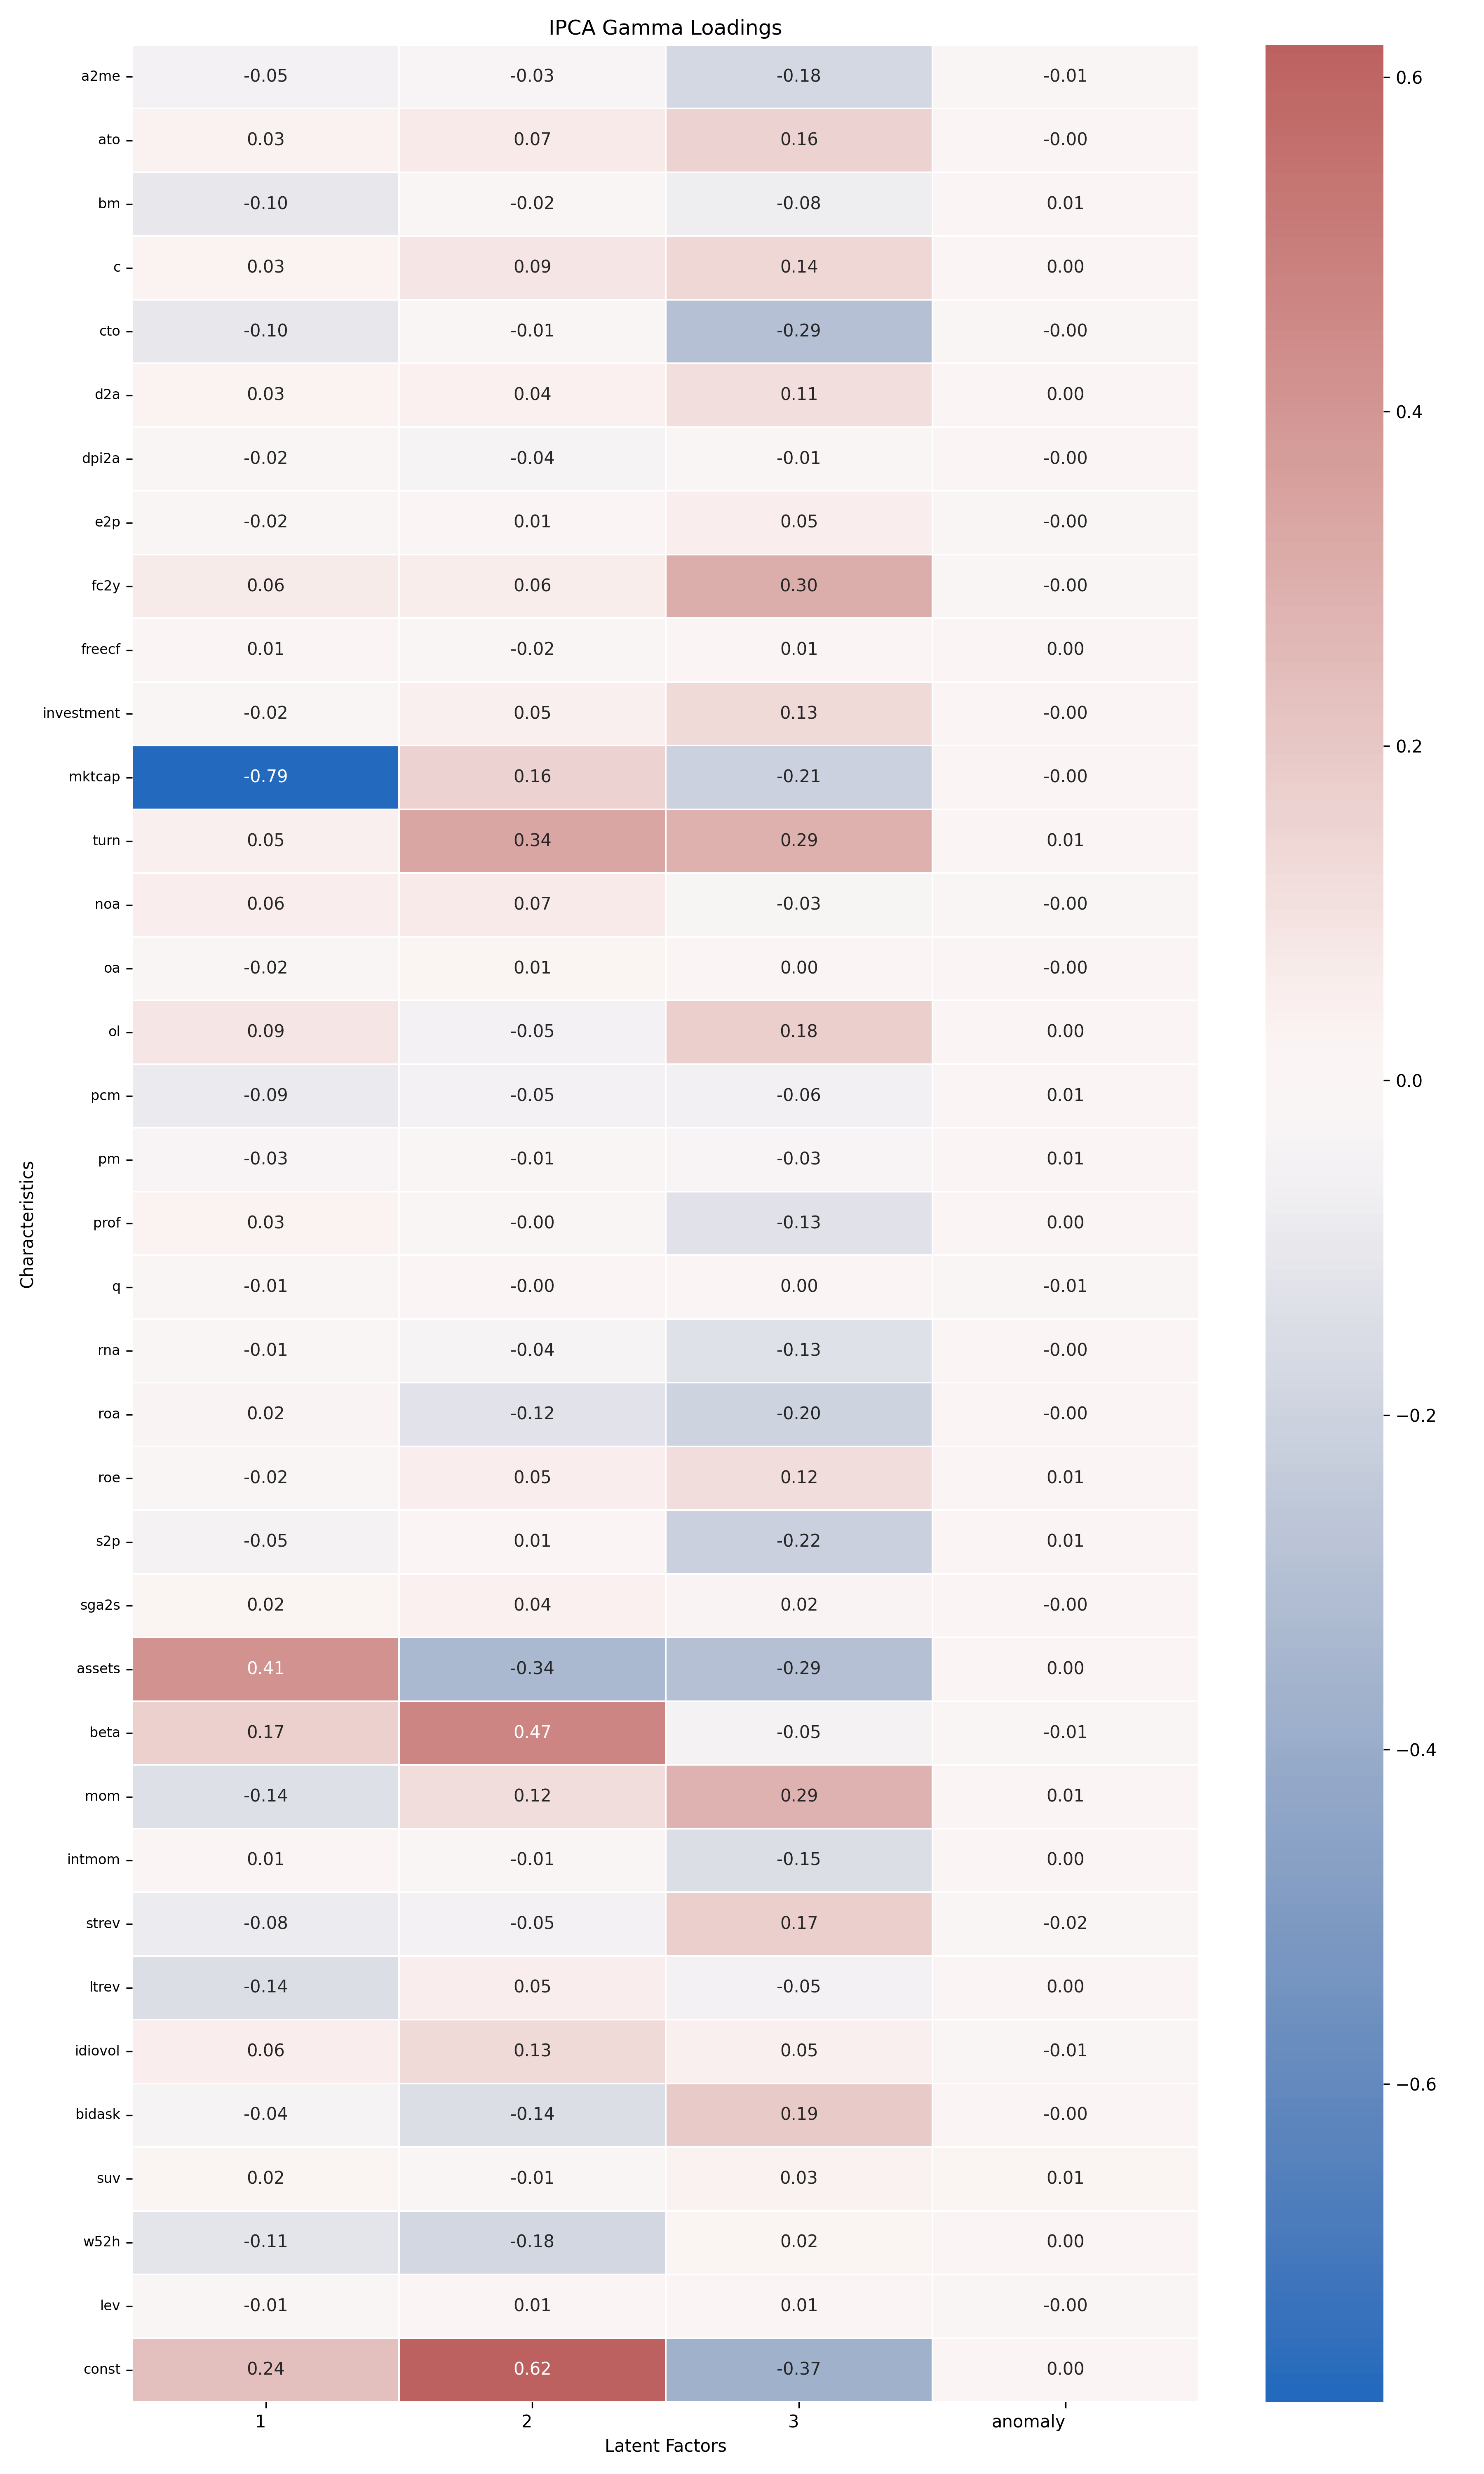 IPCA Gamma Loadings
a2me -0.05 -0.03 -0.18 -0.01
ato 0.03 0.07 0.16 -0.00
bm -0.10 -0.02 -0.08 0.01
c 0.03 0.09 0.14 0.00
cto -0.10 -0.01 -0.29 -0.00
d2a 0.03 0.04 0.11 0.00
dpi2a -0.02 -0.04 -0.01 -0.00
e2p -0.02 0.01 0.05 -0.00
fc2y 0.06 0.06 0.30 -0.00
freecf 0.01 -0.02 0.01 0.00
investment -0.02 0.05 0.13 -0.00
mktcap -0.79 0.16 -0.21 -0.00
turn 0.05 0.34 0.29 0.01
noa 0.06 0.07 -0.03 -0.00
oa -0.02 0.01 0.00 -0.00
ol 0.09 -0.05 0.18 0.00
pcm -0.09 -0.05 -0.06 0.01
pm -0.03 -0.01 -0.03 0.01
prof 0.03 -0.00 -0.13 0.00
q -0.01 -0.00 0.00 -0.01
rna -0.01 -0.04 -0.13 -0.00
roa 0.02 -0.12 -0.20 -0.00
roe -0.02 0.05 0.12 0.01
s2p -0.05 0.01 -0.22 0.01
sga2s 0.02 0.04 0.02 -0.00
assets 0.41 -0.34 -0.29 0.00
beta 0.17 0.47 -0.05 -0.01
mom -0.14 0.12 0.29 0.01
intmom 0.01 -0.01 -0.15 0.00
strev -0.08 -0.05 0.17 -0.02
ltrev -0.14 0.05 -0.05 0.00
idiovol 0.06 0.13 0.05 -0.01
bidask -0.04 -0.14 0.19 -0.00
suv 0.02 -0.01 0.03 0.01
w52h -0.11 -0.18 0.02 0.00
lev -0.01 0.01 0.01 -0.00
const 0.24 0.62 -0.37 0.00
1 2 3 anomaly
Latent Factors
Characteristics
0.6
0.4
0.2
0.0
−0.2
−0.4
−0.6